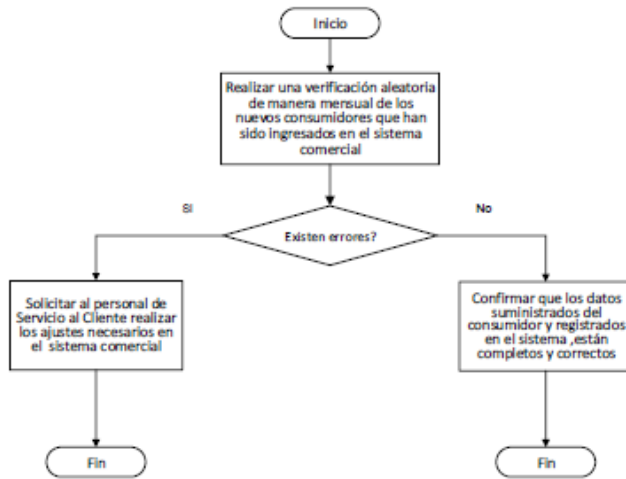 Inicio
Realizar una verificación aleatoria
de manera mensual de los
nuevos consumidores que han
sido ingresados en el sistema
comercial
Si
No
Existen errores?
Solicitar al personal de
Servicio al Cliente realizar
los ajustes necesarios en
el sistema comercial
Confirmar que los datos
suministrados del
consumidor y registrados
en el sistema ,están
completos y correctos
Fin
Fin